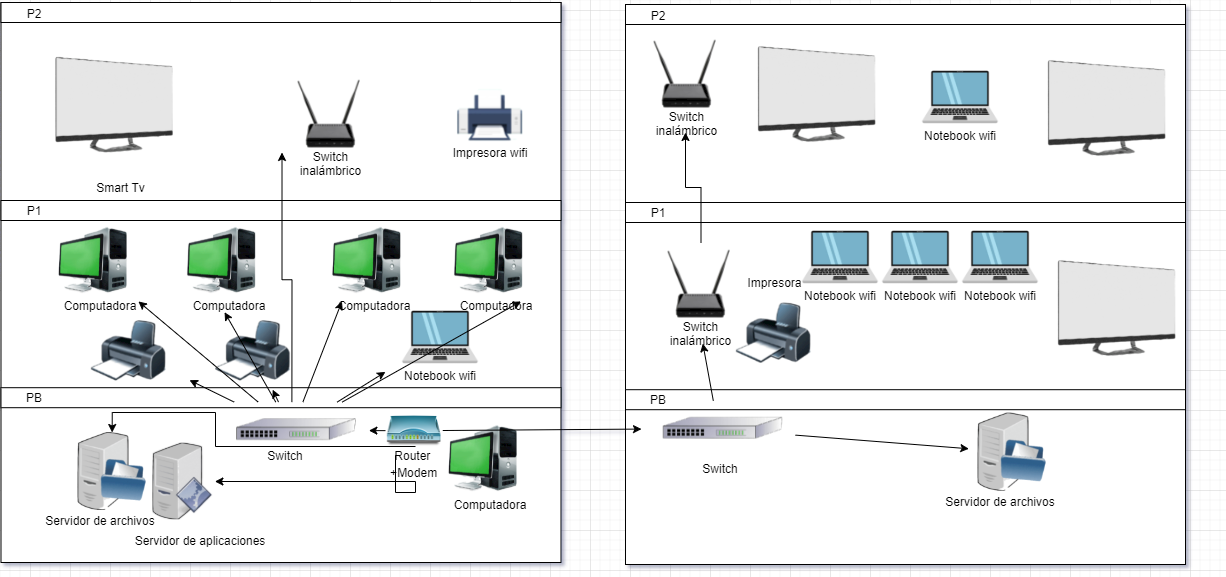 P2
Smart Tv
Switch
inalámbrico
Impresora wifi
P1
Computadora
Computadora
Computadora
Computadora
Notebook wifi
PB
Switch
Router
+Modem
Computadora
Servidor de archivos
Servidor de aplicaciones
P2
Switch
inalámbrico
Notebook wifi
P1
Impresora
Notebook wifi
Notebook wifi
Notebook wifi
Switch
inalámbrico
PB
Switch
Servidor de archivos